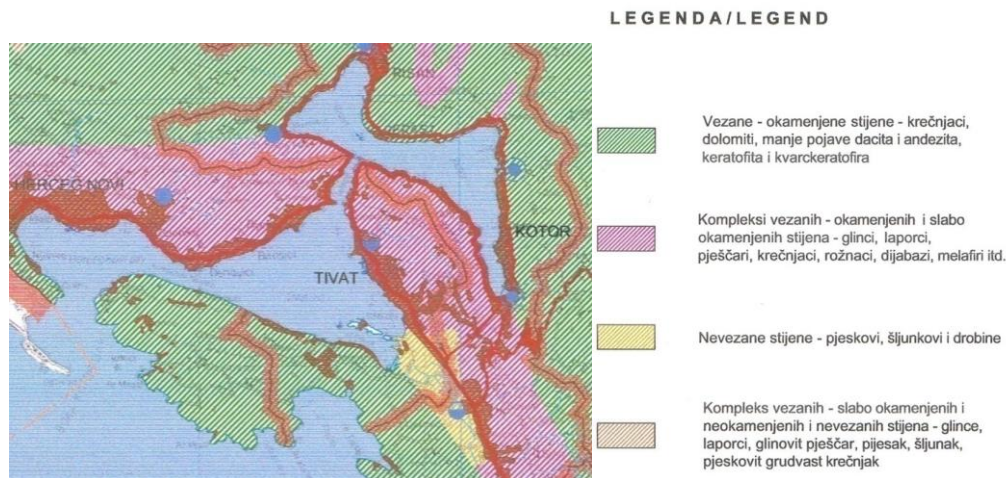 LEGENDA/LEGEND
RISAN
HERCEG NOVI
KOTOR
TIVAT
Vezane - okamenjene stijene - krečnjaci,
dolomiti, manje pojave dacita i andezita,
keratofita i kvarckeratofira
Kompleksi vezanih - okamenjenih i slabo
okamenjenih stijena - glinci, laporci,
pješčari, krečnjaci, rožnaci, dijabazi, melafiri itd.
Nevezane stijene - pjeskovi, šljunkovi i drobine
Kompleks vezanih - slabo okamenjenih i
neokamenjenih i nevezanih stijena - glince,
laporci, glinovit pješčar, pijesak, šljunak,
pjeskovit grudvast krečnjak